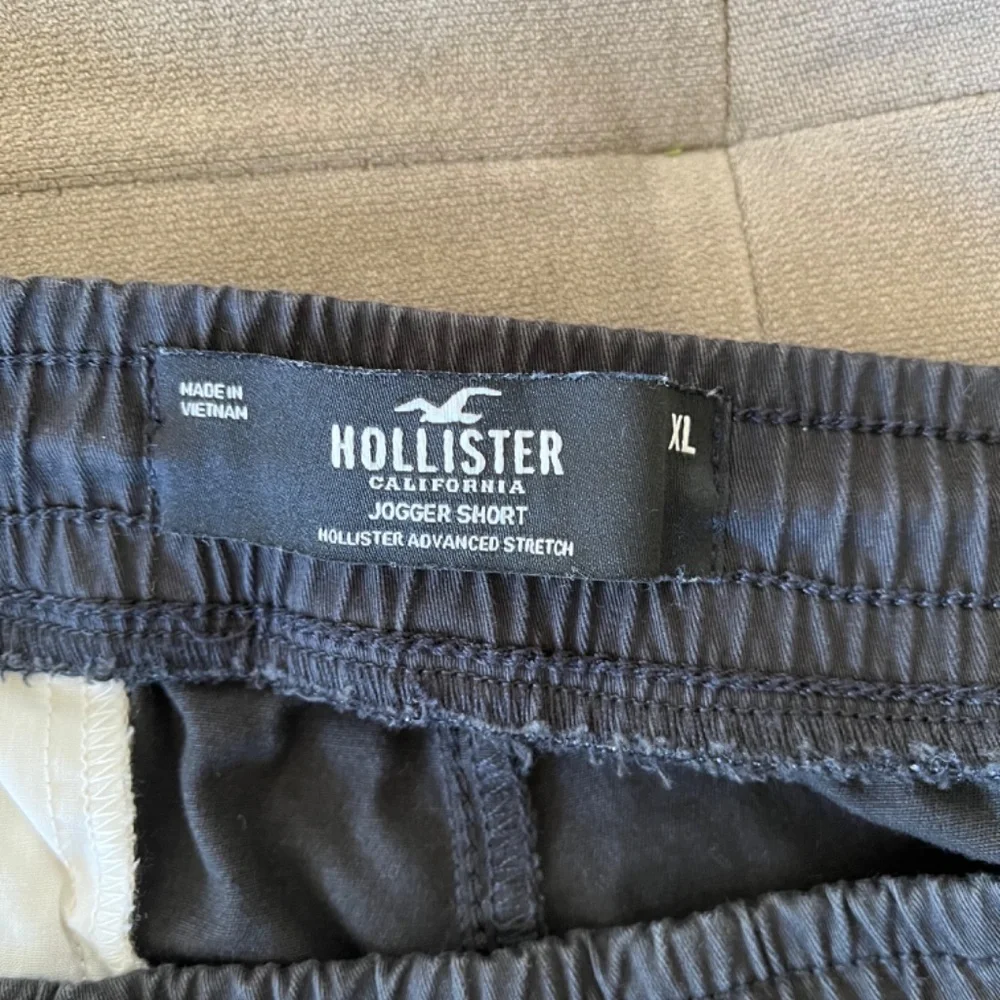 MADE IN
VIETNAM
HOLLISTER
CALIFORNIA
JOGGER SHORT
HOLLISTER ADVANCED STRETCH
XL